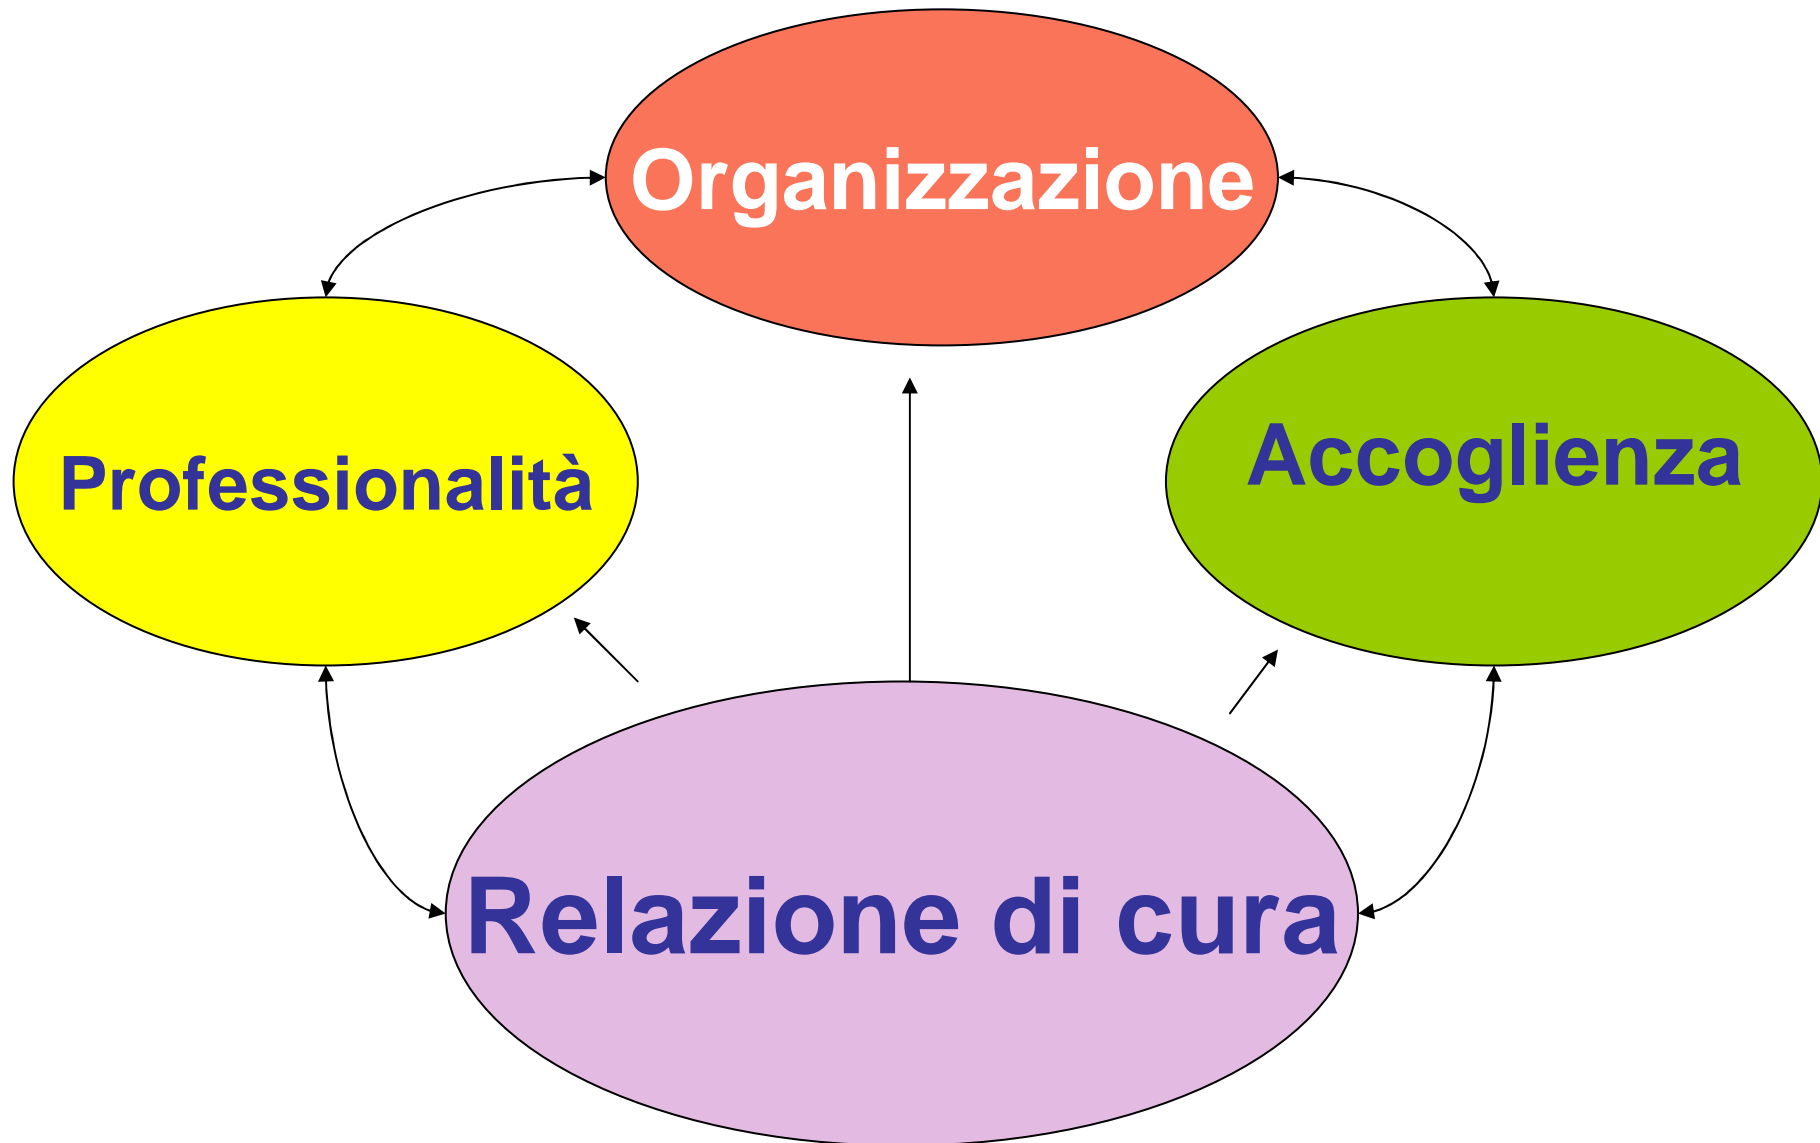 Organizzazione
Professionalità
Accoglienza
Relazione di cura